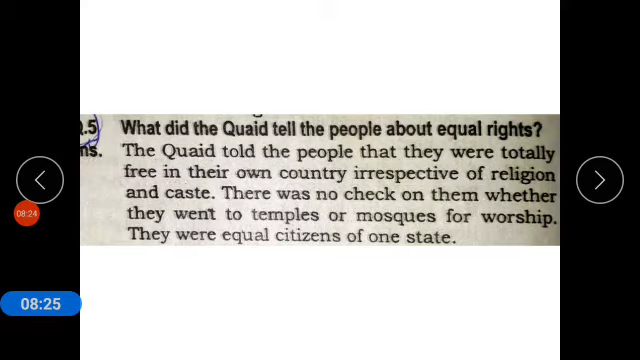 Q.5 What did the Quaid tell the people about equal rights?
ns. The Quaid told the people that they were totally
free in their own country irrespective of religion
and caste. There was no check on them whether
they went to temples or mosques for worship.
They were equal citizens of one state.
08:24
08:25